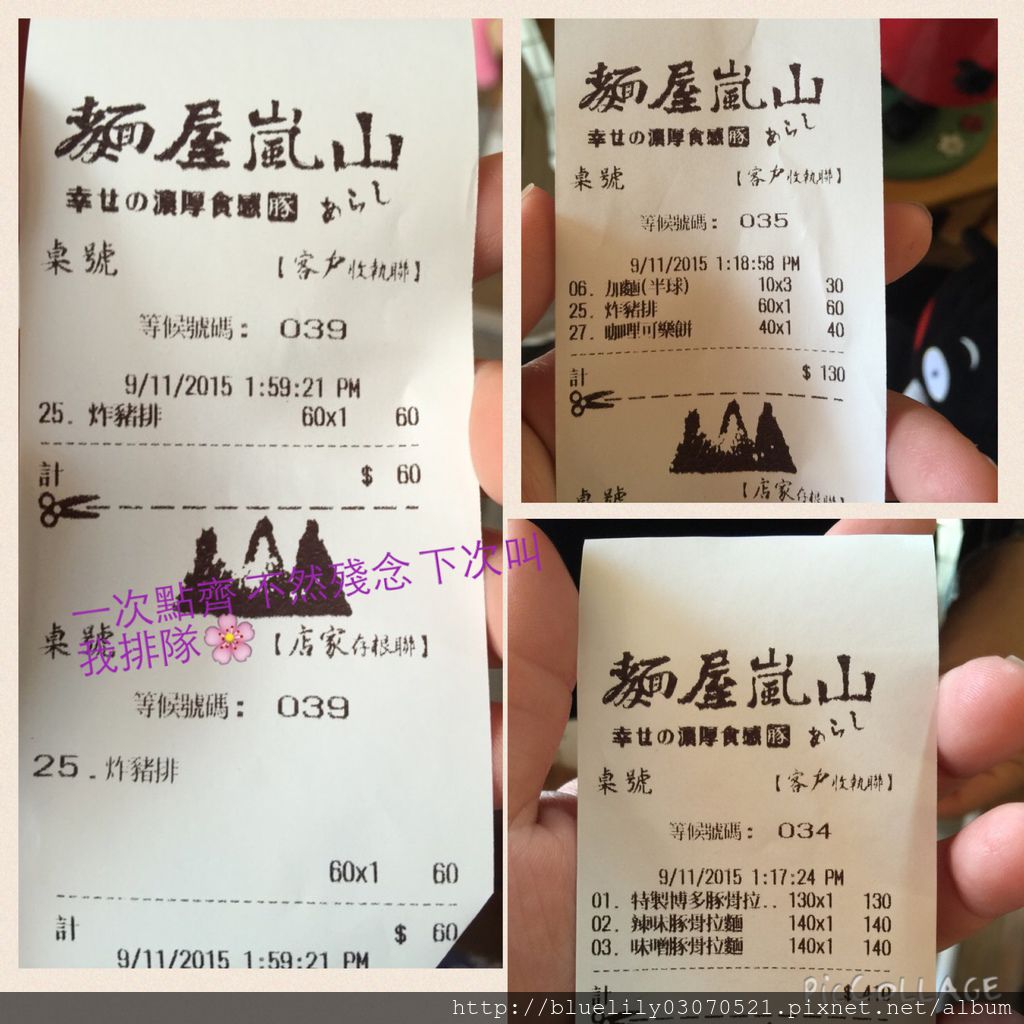 麵屋嵐山
幸せの濃厚食感豚 あらし
桌號 【客戶收執聯】
等候號碼: 039
9/11/2015 1:59:21 PM
25. 炸豬排 60x1 60
計 $ 60
一次點齊 不然殘念 下次叫
我排隊🌸
桌號 【店家存根聯】
等候號碼: 039
25.炸豬排
60x1 60
計 $ 60
9/11/2015 1:59:21 PM
麵屋嵐山
幸せの濃厚食感豚 あらし
桌號 【客戶收執聯】
等候號碼: 035
9/11/2015 1:18:58 PM
06. 加麵(半球) 10x3 30
25. 炸豬排 60x1 60
27. 咖哩可樂餅 40x1 40
計 $ 130
桌號 【店家存根聯】
麵屋嵐山
幸せの濃厚食感豚 あらし
桌號 【客戶收執聯】
等候號碼: 034
9/11/2015 1:17:24 PM
01. 特製博多豚骨拉.. 130x1 130
02. 辣味豚骨拉麵 140x1 140
03. 味噌豚骨拉麵 140x1 140
計 $ 410
PicCOLLAGE
http://bluelily03070521.pixnet.net/album